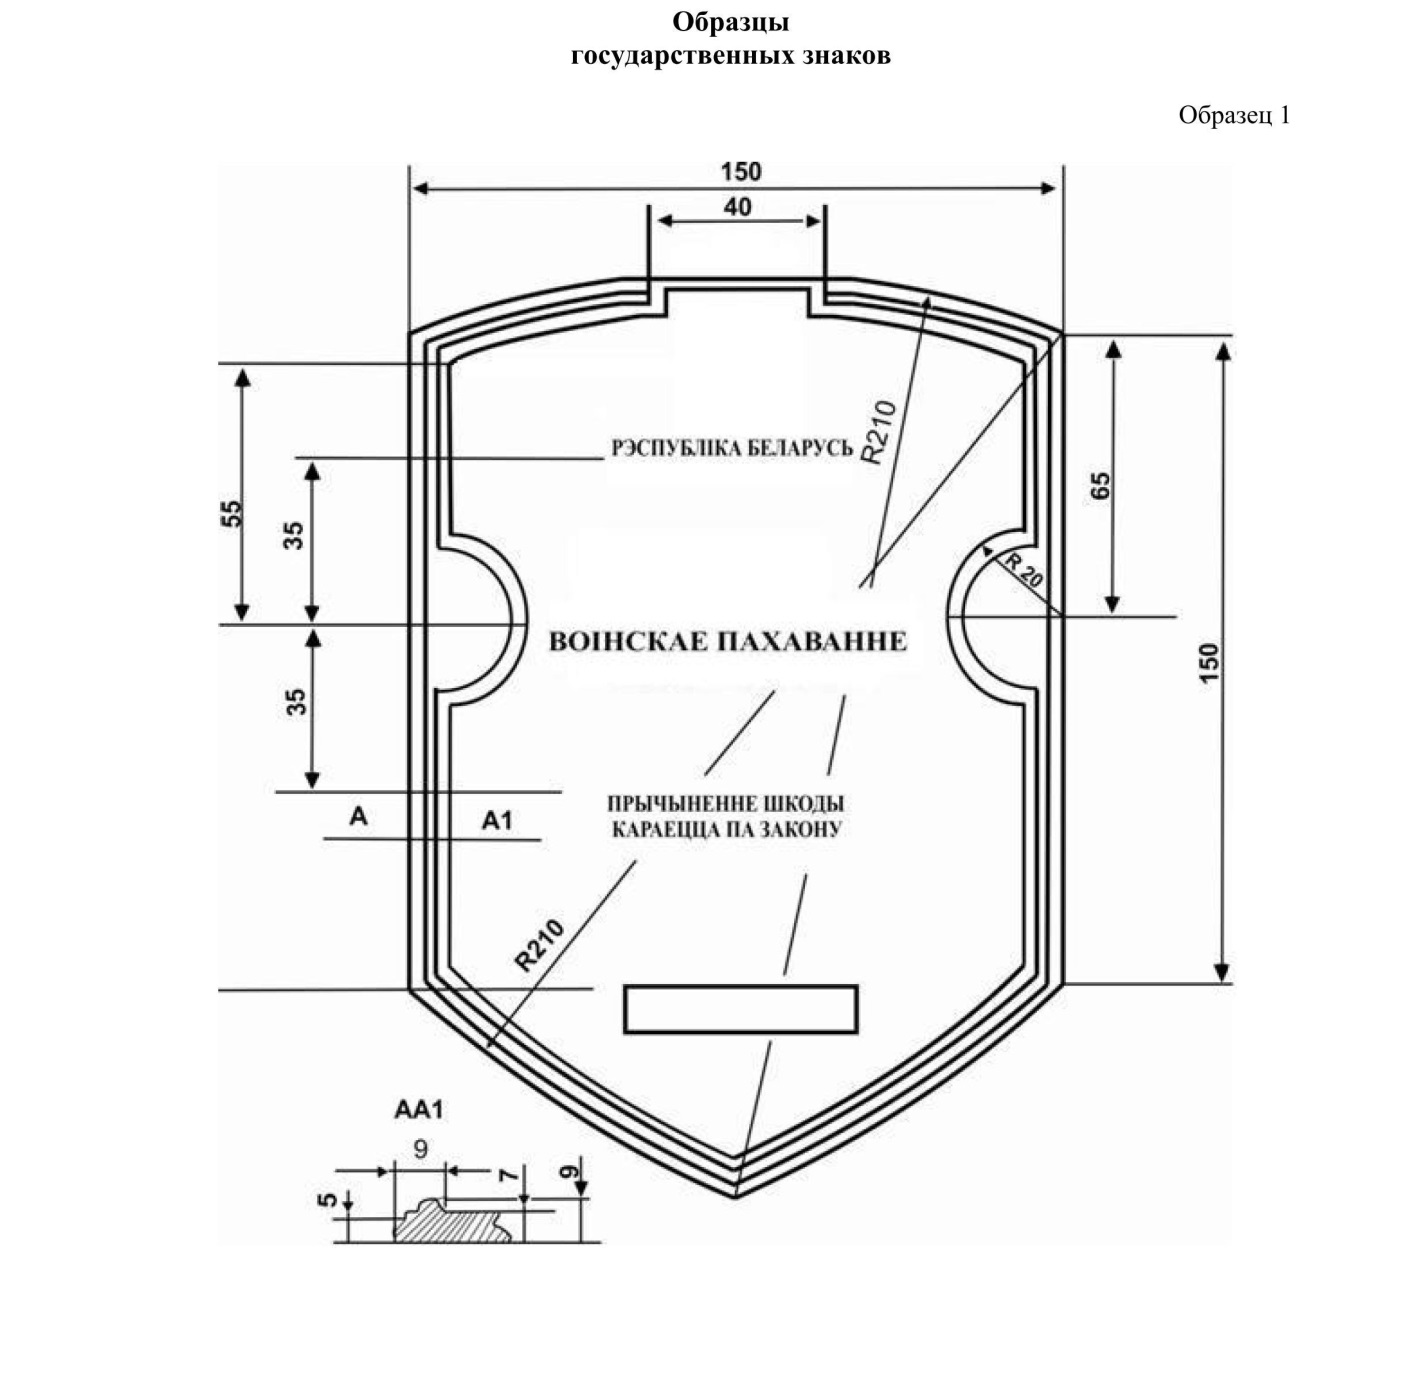 Образцы
государственных знаков
Образец 1
150
40
R210
РЭСПУБЛІКА БЕЛАРУСЬ
55
35
65
R 20
ВОІНСКАЕ ПАХАВАННЕ
150
35
ПРЫЧЫНЕННЕ ШКОДЫ
A
A1
КАРАЕЦЦА ПА ЗАКОНУ
R210
AA1
9
7
9
5